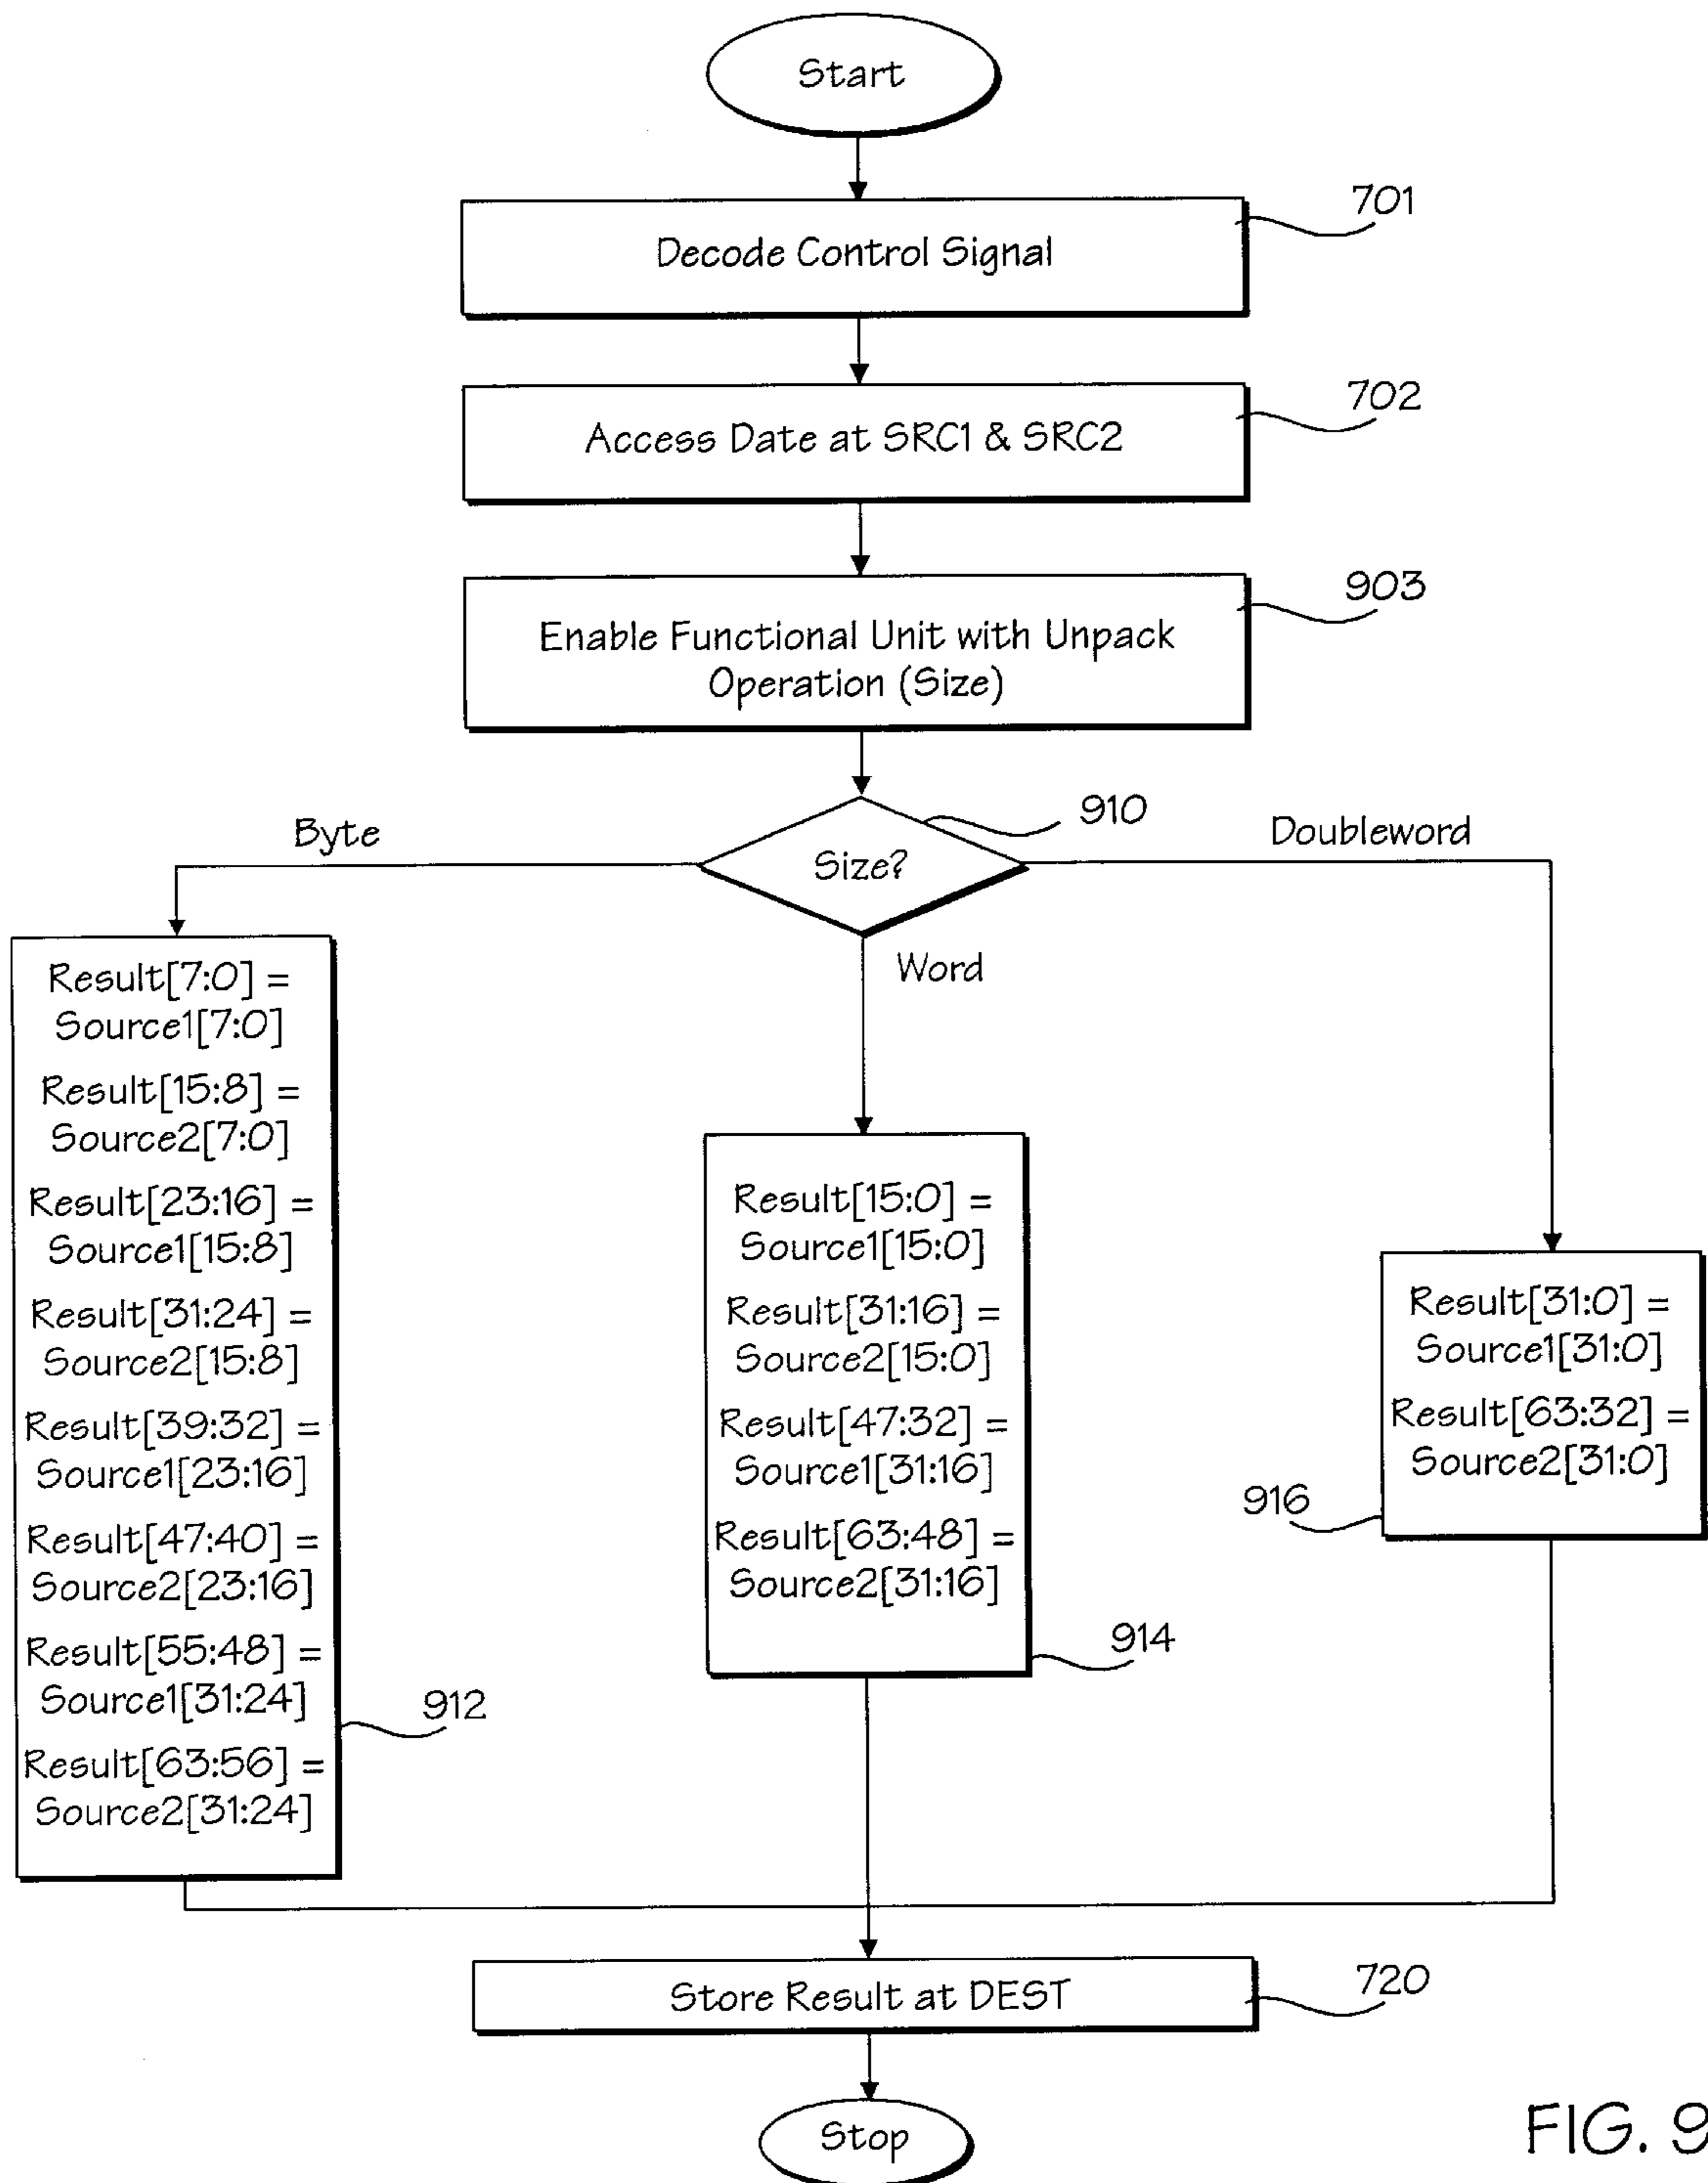 Start
701
Decode Control Signal
702
Access Date at SRC1 & SRC2
903
Enable Functional Unit with Unpack
Operation (Size)
910
Byte
Size?
Doubleword
Word
Result[7:0] =
Source1[7:0]
Result[15:8] =
Source2[7:0]
Result[23:16] =
Source1[15:8]
Result[31:24] =
Source2[15:8]
Result[39:32] =
Source1[23:16]
Result[47:40] =
Source2[23:16]
Result[55:48] =
Source1[31:24]
Result[63:56] =
Source2[31:24]
912
Result[15:0] =
Source1[15:0]
Result[31:16] =
Source2[15:0]
Result[47:32] =
Source1[31:16]
Result[63:48] =
Source2[31:16]
914
Result[31:0] =
Source1[31:0]
Result[63:32] =
Source2[31:0]
916
Store Result at DEST
720
Stop
FIG. 9